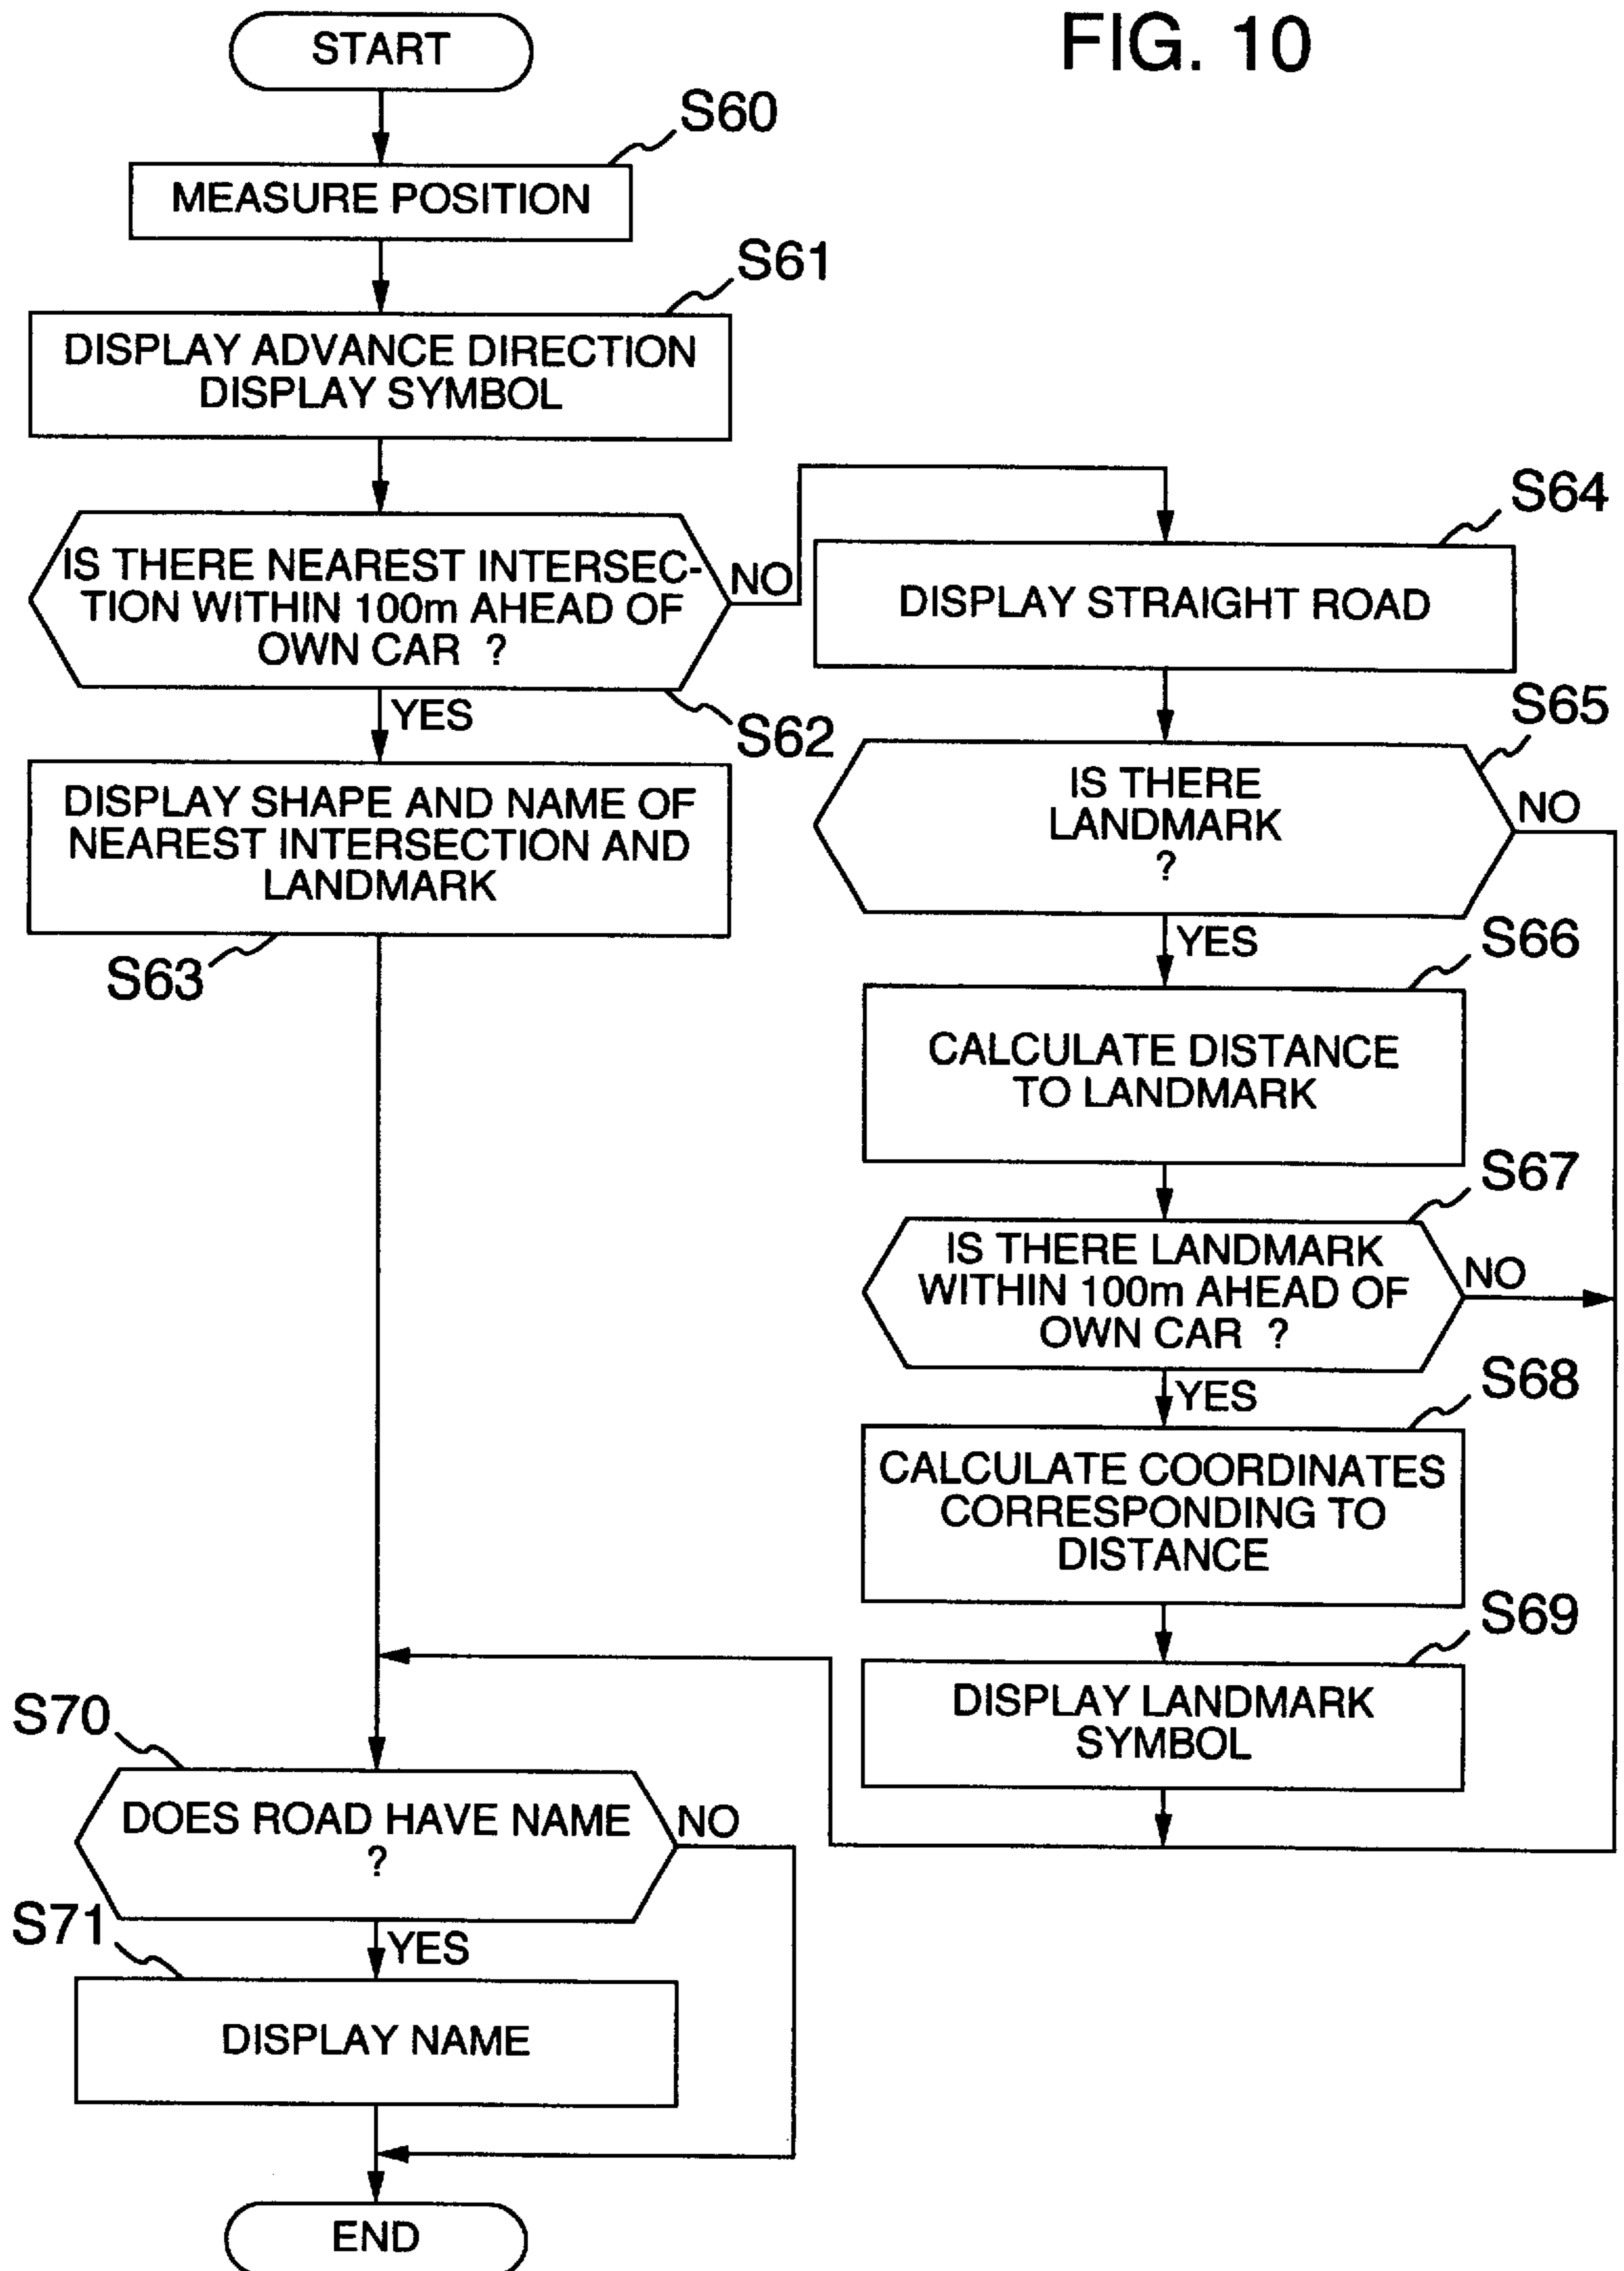 FIG. 10
START
S60
MEASURE POSITION
S61
DISPLAY ADVANCE DIRECTION
DISPLAY SYMBOL
IS THERE NEAREST INTERSEC-
TION WITHIN 100m AHEAD OF
OWN CAR ?
NO
YES
S62
DISPLAY SHAPE AND NAME OF
NEAREST INTERSECTION AND
LANDMARK
S63
S64
DISPLAY STRAIGHT ROAD
S65
IS THERE
LANDMARK
?
NO
YES
S66
CALCULATE DISTANCE
TO LANDMARK
S67
IS THERE LANDMARK
WITHIN 100m AHEAD OF
OWN CAR ?
NO
YES
S68
CALCULATE COORDINATES
CORRESPONDING TO
DISTANCE
S69
DISPLAY LANDMARK
SYMBOL
S70
DOES ROAD HAVE NAME
?
NO
YES
S71
DISPLAY NAME
END